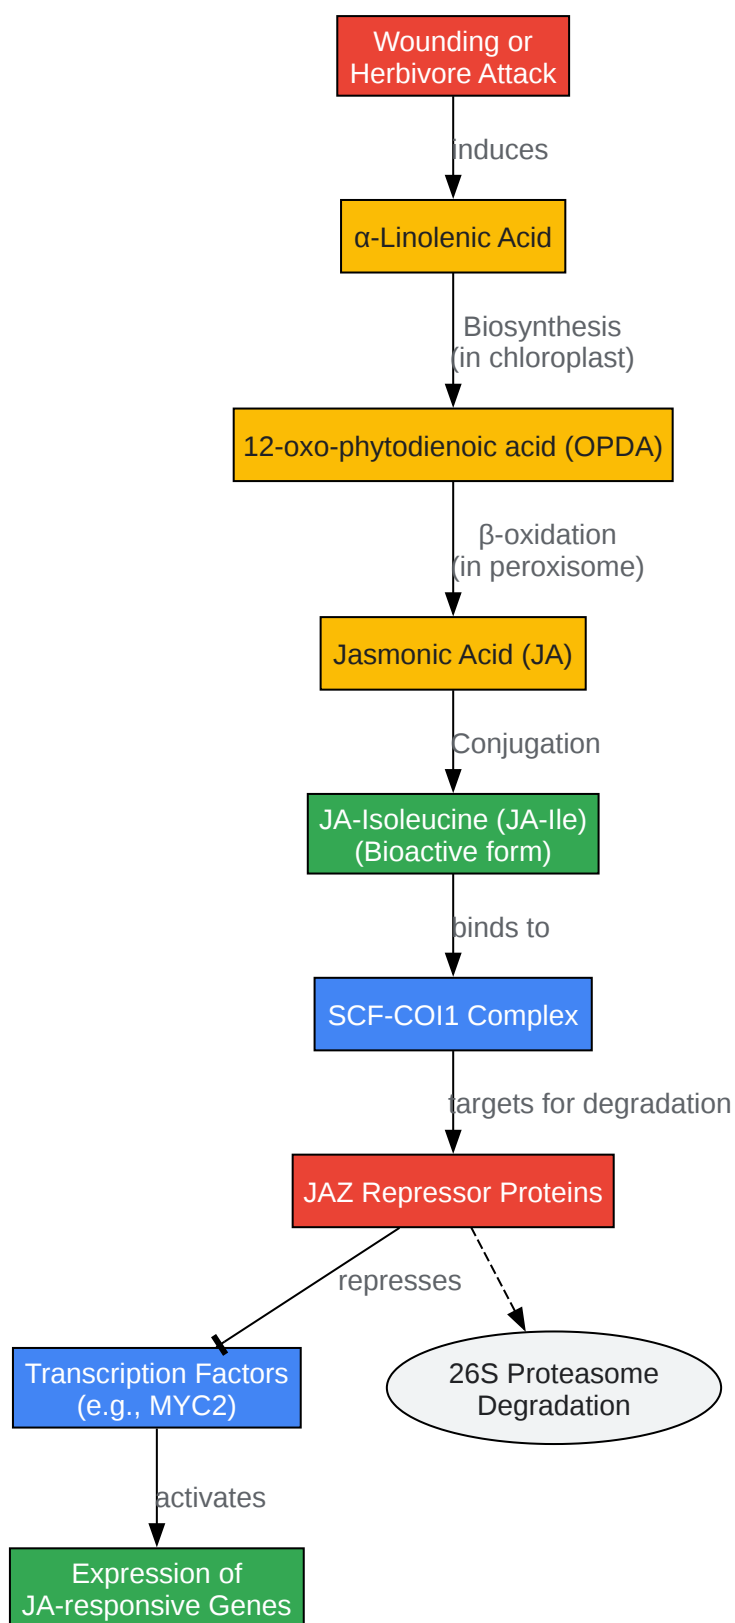 Wounding or
Herbivore Attack
induces
α-Linolenic Acid
Biosynthesis
(in chloroplast)
12-oxo-phytodienoic acid (OPDA)
β-oxidation
(in peroxisome)
Jasmonic Acid (JA)
Conjugation
JA-Isoleucine (JA-Ile)
(Bioactive form)
binds to
SCF-COI1 Complex
targets for degradation
JAZ Repressor Proteins
represses
Transcription Factors
(e.g., MYC2)
26S Proteasome
Degradation
activates
Expression of
JA-responsive Genes